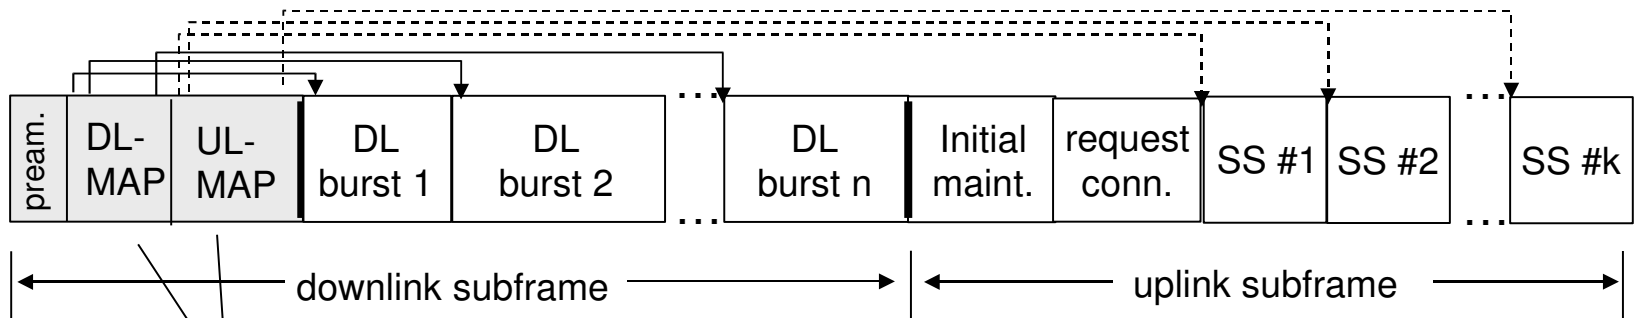 pream.
DL-
MAP
UL-
MAP
DL
burst 1
DL
burst 2
...
...
DL
burst n
Initial
maint.
request
conn.
SS #1
SS #2
...
...
SS #k
downlink subframe
uplink subframe